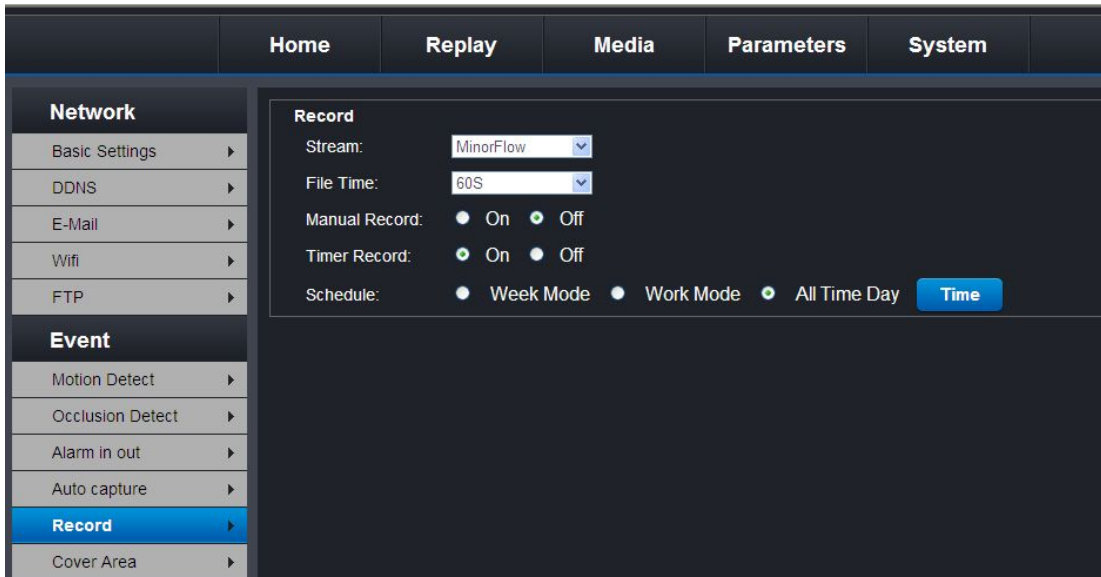 Home Replay Media Parameters System
Network
Basic Settings
DDNS
E-Mail
Wifi
FTP
Event
Motion Detect
Occlusion Detect
Alarm in out
Auto capture
Record
Cover Area
Record
Stream: MinorFlow
File Time: 60S
Manual Record: On Off
Timer Record: On Off
Schedule: Week Mode Work Mode All Time Day Time